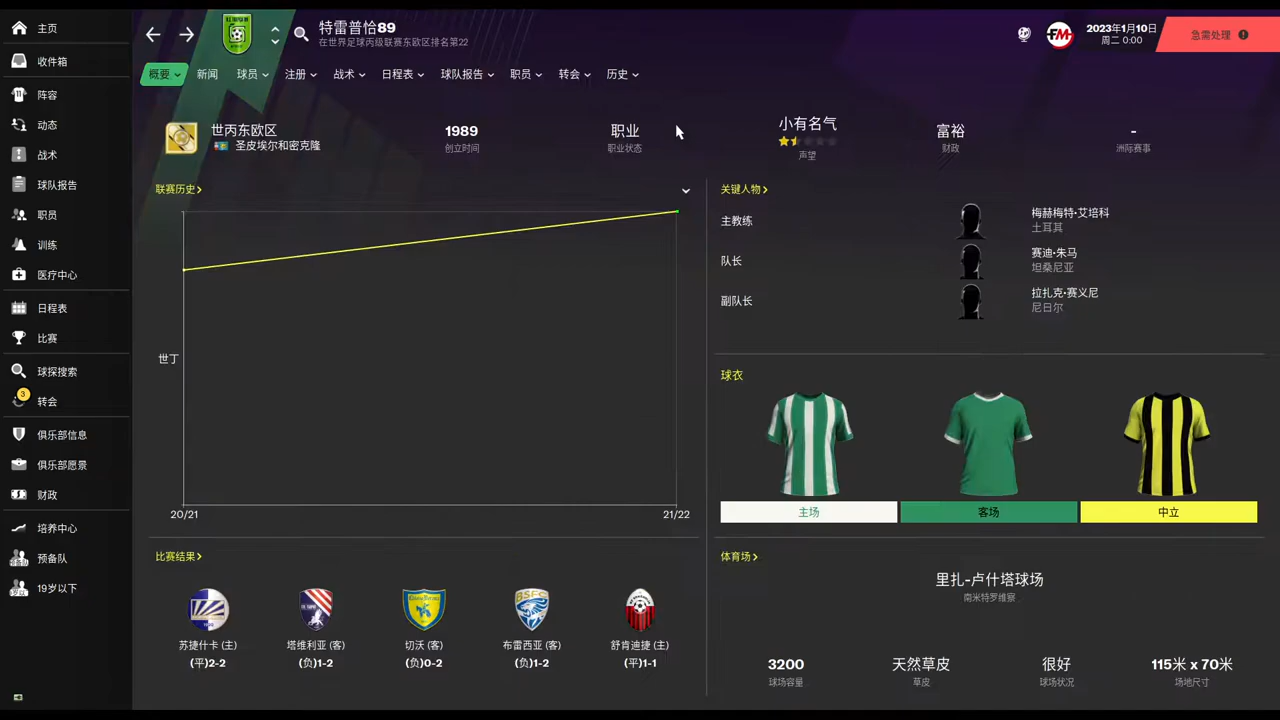 主页
收件箱
阵容
动态
战术
球队报告
职员
训练
医疗中心
日程表
比赛
球探搜索
3
转会
俱乐部信息
俱乐部愿景
财政
培养中心
预备队
19岁以下
特雷普恰89
在世界足球丙级联赛东欧区排名第22
FM
2023年1月10日
周二 0:00
急需处理
概要 新闻 球员 注册 战术 日程表 球队报告 职员 转会 历史
世丙东欧区
圣皮埃尔和密克隆
1989
创立时间
职业
职业状态
小有名气
声望
富裕
财政
-
洲际赛事
联赛历史
世丁
20/21 21/22
关键人物
主教练
梅赫梅特·艾培科
土耳其
队长
赛迪·朱马
坦桑尼亚
副队长
拉扎克·赛义尼
尼日尔
球衣
主场 客场 中立
比赛结果
苏捷什卡 (主) 塔维利亚 (客) 切沃 (客) 布雷西亚 (客) 舒肯迪捷 (主)
(平)2-2 (负)1-2 (负)0-2 (负)1-2 (平)1-1
体育场
里扎-卢什塔球场
南米特罗维察
3200 天然草皮 很好 115米 x 70米
球场容量 草皮 球场状况 场地尺寸